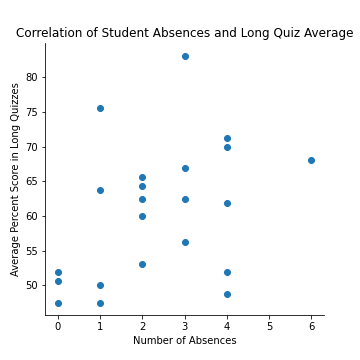 Correlation of Student Absences and Long Quiz Average
Average Percent Score in Long Quizzes
80
75
70
65
60
55
50
0 1 2 3 4 5 6
Number of Absences